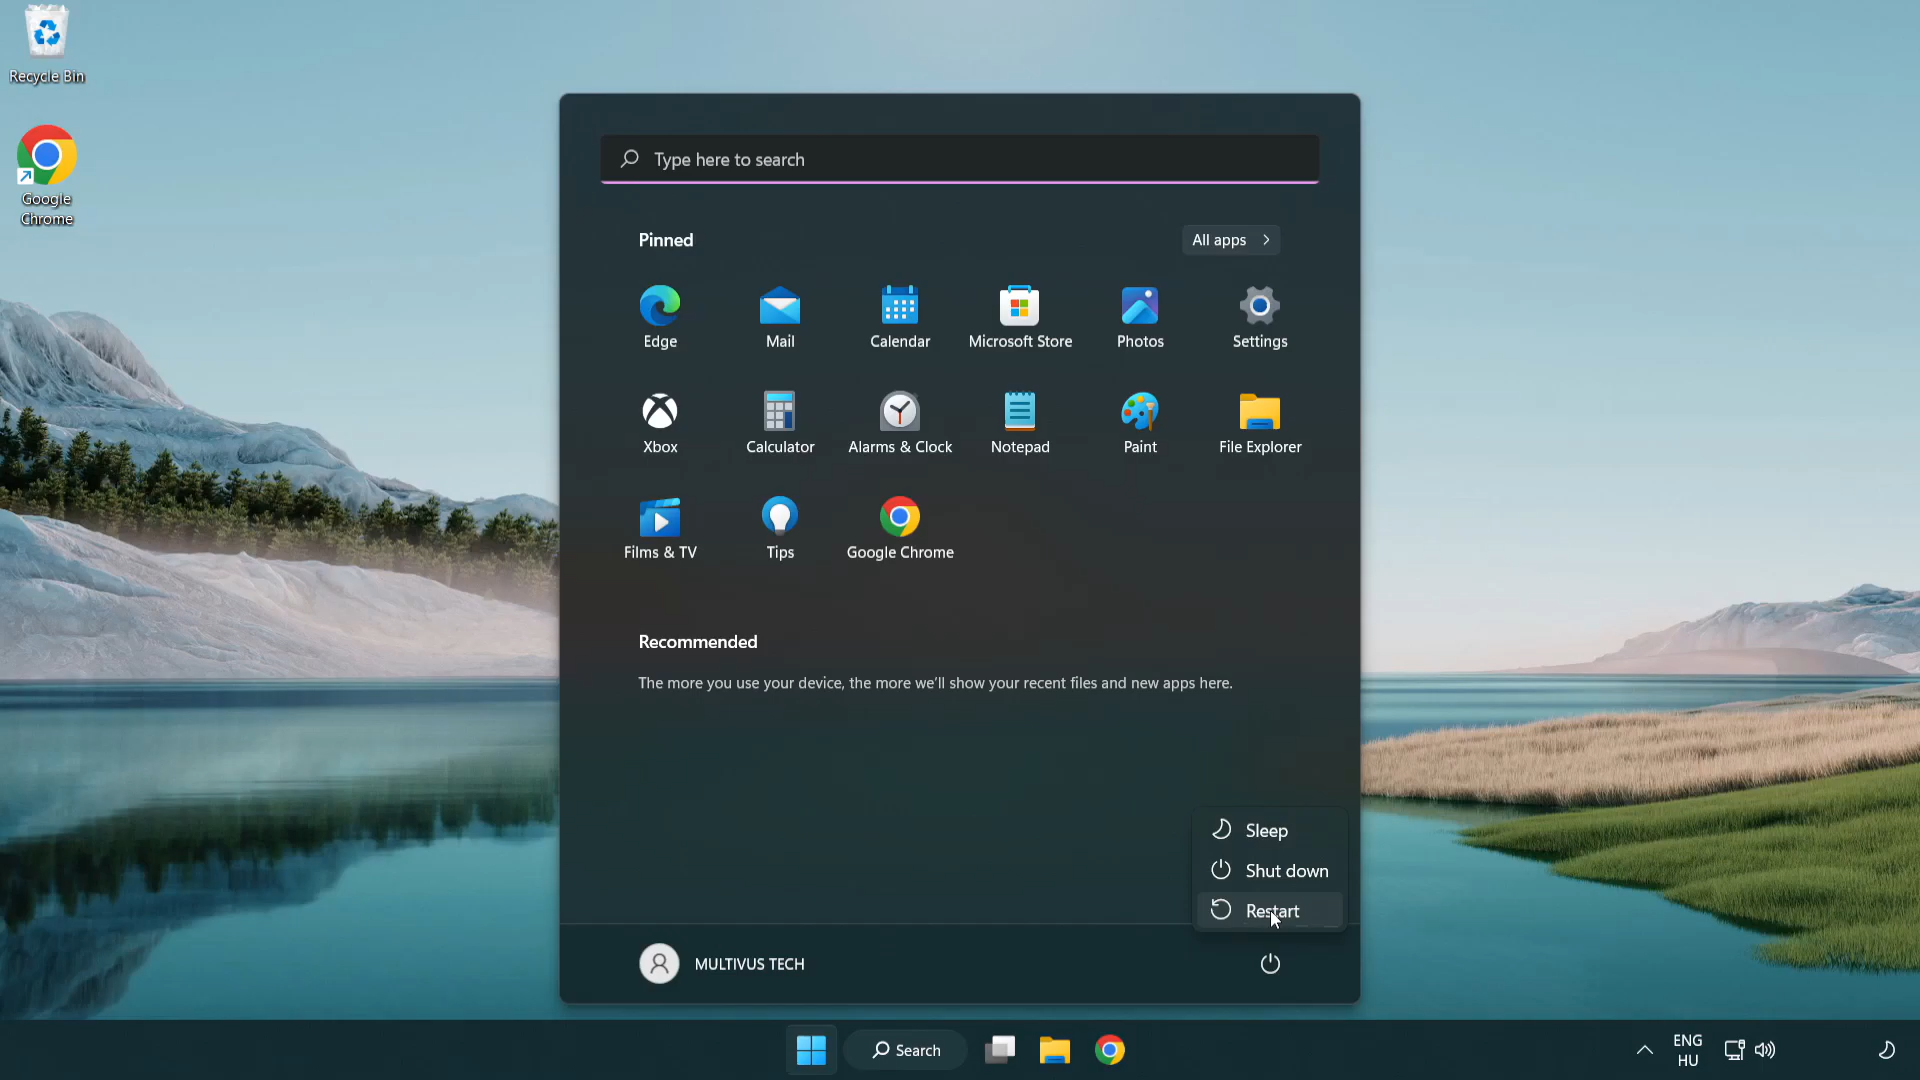 Recycle Bin
Google
Chrome
Type here to search
Pinned
All apps
Edge
Mail
Calendar
Microsoft Store
Photos
Settings
Xbox
Calculator
Alarms & Clock
Notepad
Paint
File Explorer
Films & TV
Tips
Google Chrome
Recommended
The more you use your device, the more we'll show your recent files and new apps here.
Sleep
Shut down
Restart
MULTIVUS TECH
Search
ENG
HU